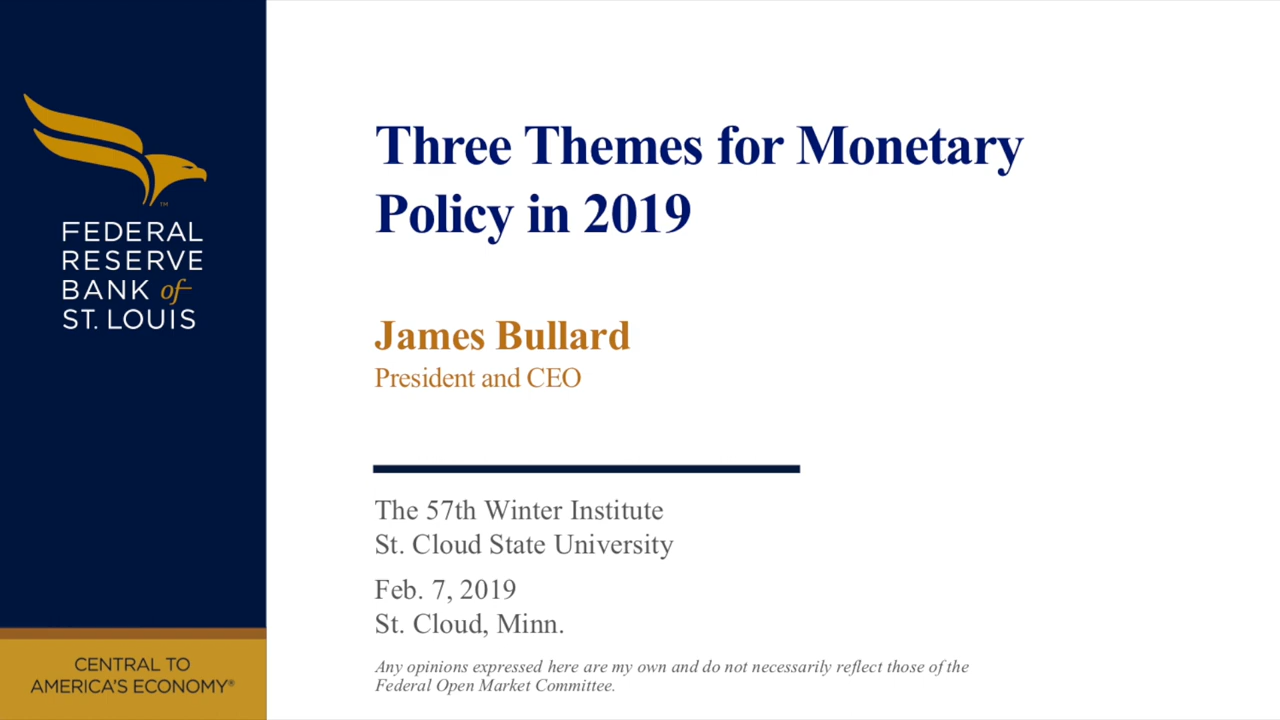 FEDERAL
RESERVE
BANK of
ST. LOUIS
CENTRAL TO
AMERICA'S ECONOMY®
Three Themes for Monetary
Policy in 2019
James Bullard
President and CEO
The 57th Winter Institute
St. Cloud State University
Feb. 7, 2019
St. Cloud, Minn.
Any opinions expressed here are my own and do not necessarily reflect those of the
Federal Open Market Committee.